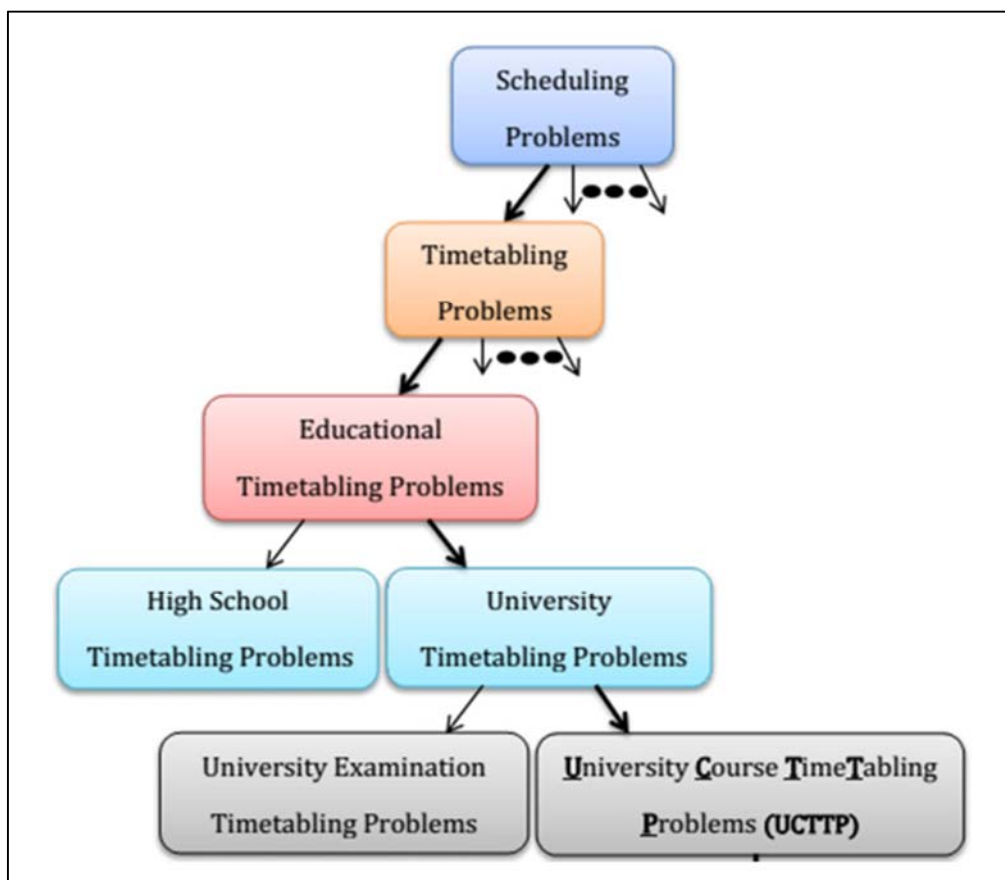 Scheduling
Problems
Timetabling
Problems
Educational
Timetabling Problems
High School
Timetabling Problems
University
Timetabling Problems
University Examination
Timetabling Problems
University Course TimeTabling
Problems (UCTTP)